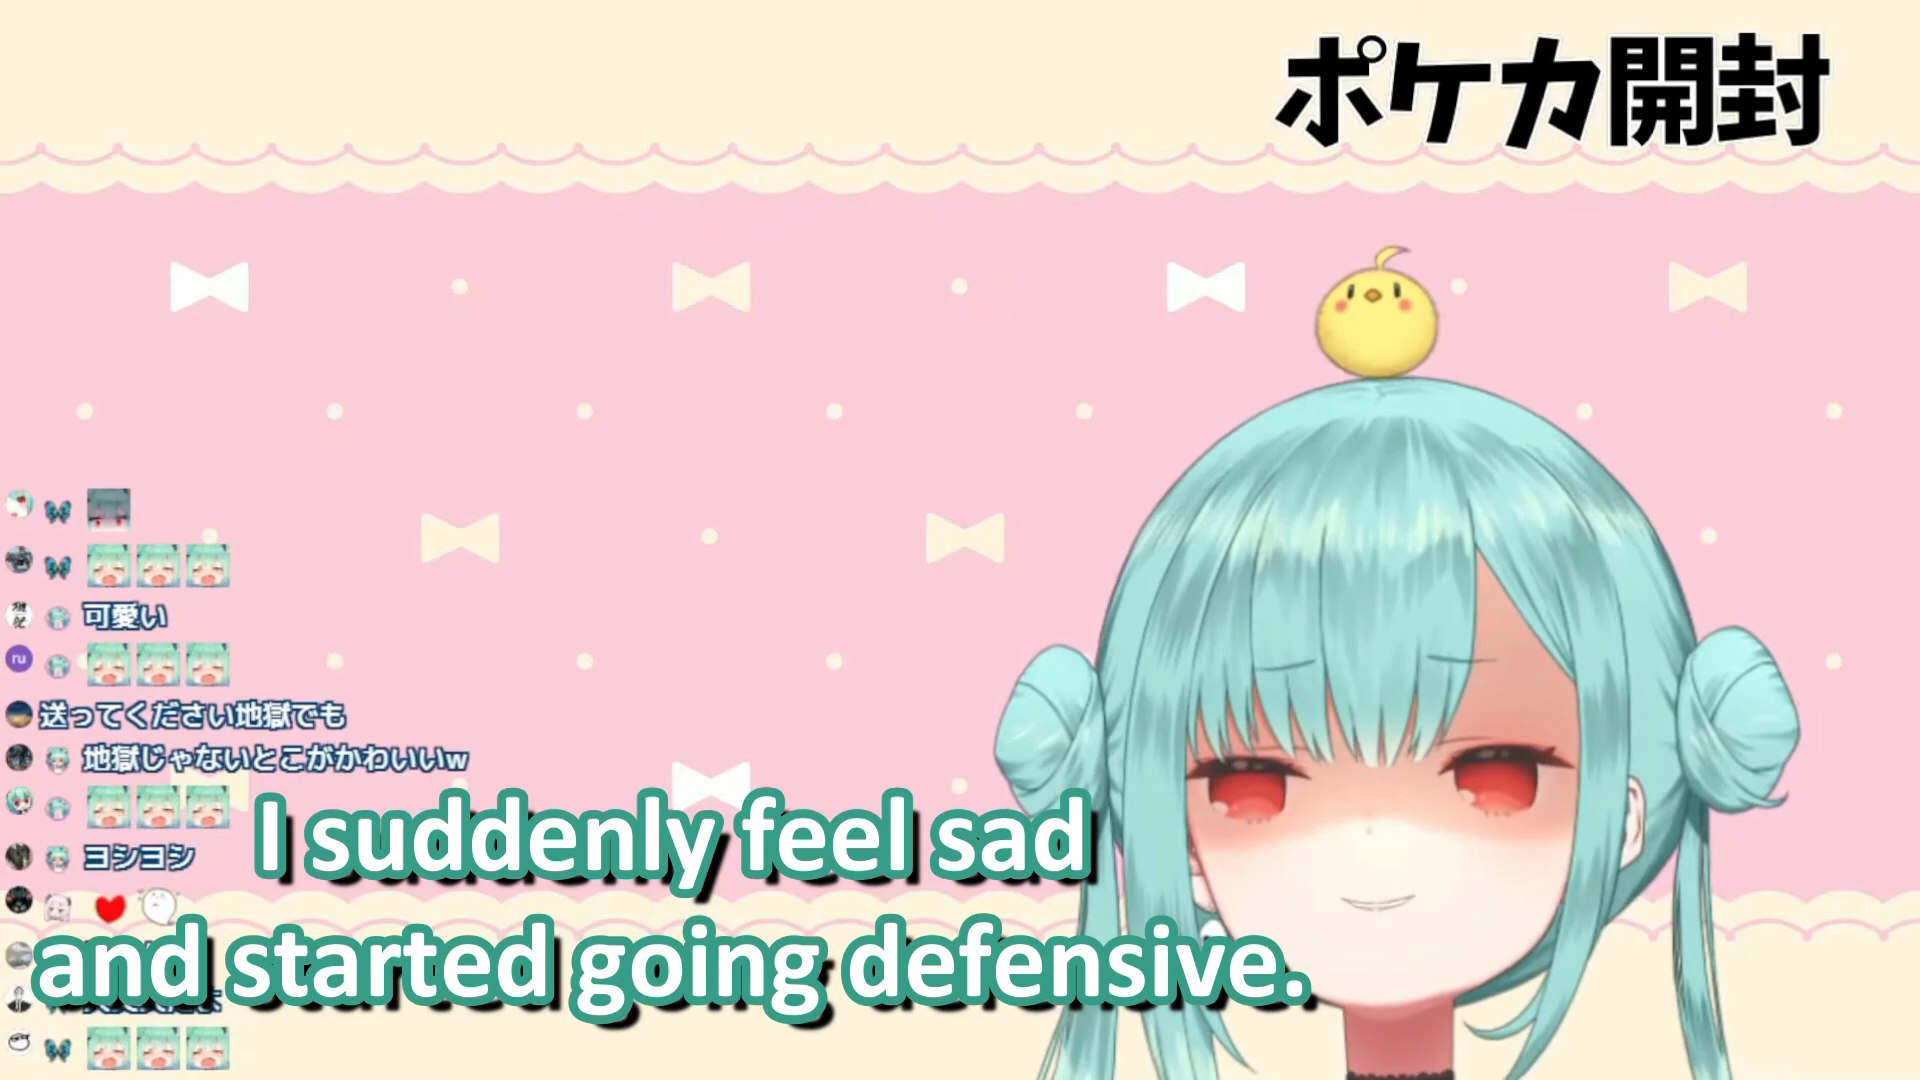 ポケカ開封
可愛い
ru
送ってください地獄でも
地獄じゃないとこがかわいいw
ヨシヨシ
I suddenly feel sad
and started going defensive.